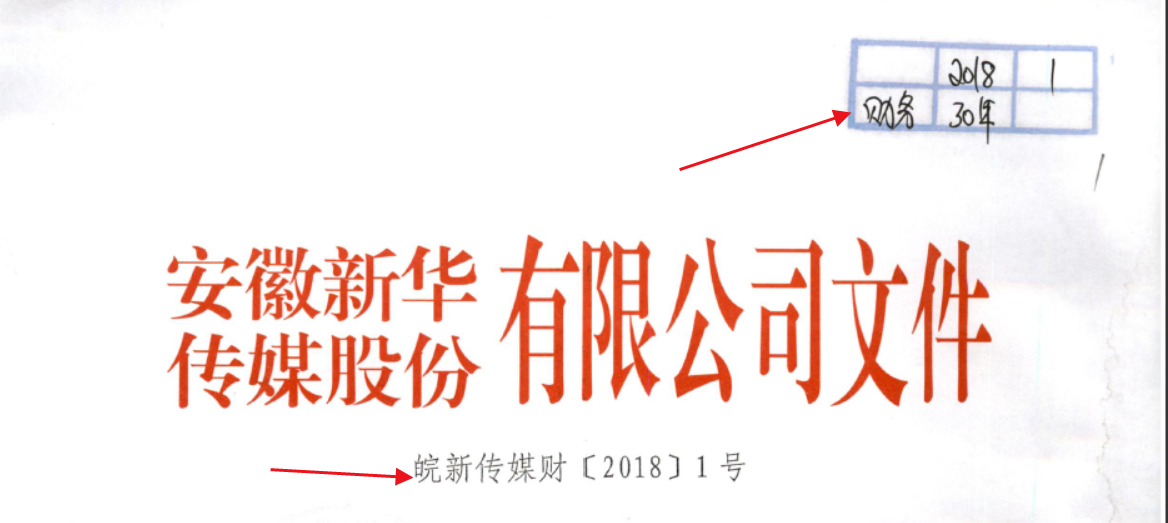 2018 1
财务 30年
1
安徽新华
传媒股份
有限公司文件
皖新传媒财〔2018〕1号